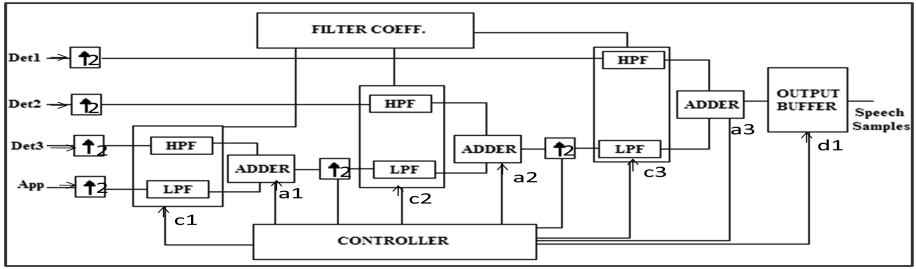 FILTER COEFF.
Det1
↑2
HPF
Det2
↑2
HPF
OUTPUT
BUFFER
ADDER
Speech
Samples
a3
Det3
↑2
HPF
ADDER
↑2
LPF
d1
ADDER
↑2
LPF
a2
c3
App
↑2
LPF
a1
c2
c1
CONTROLLER